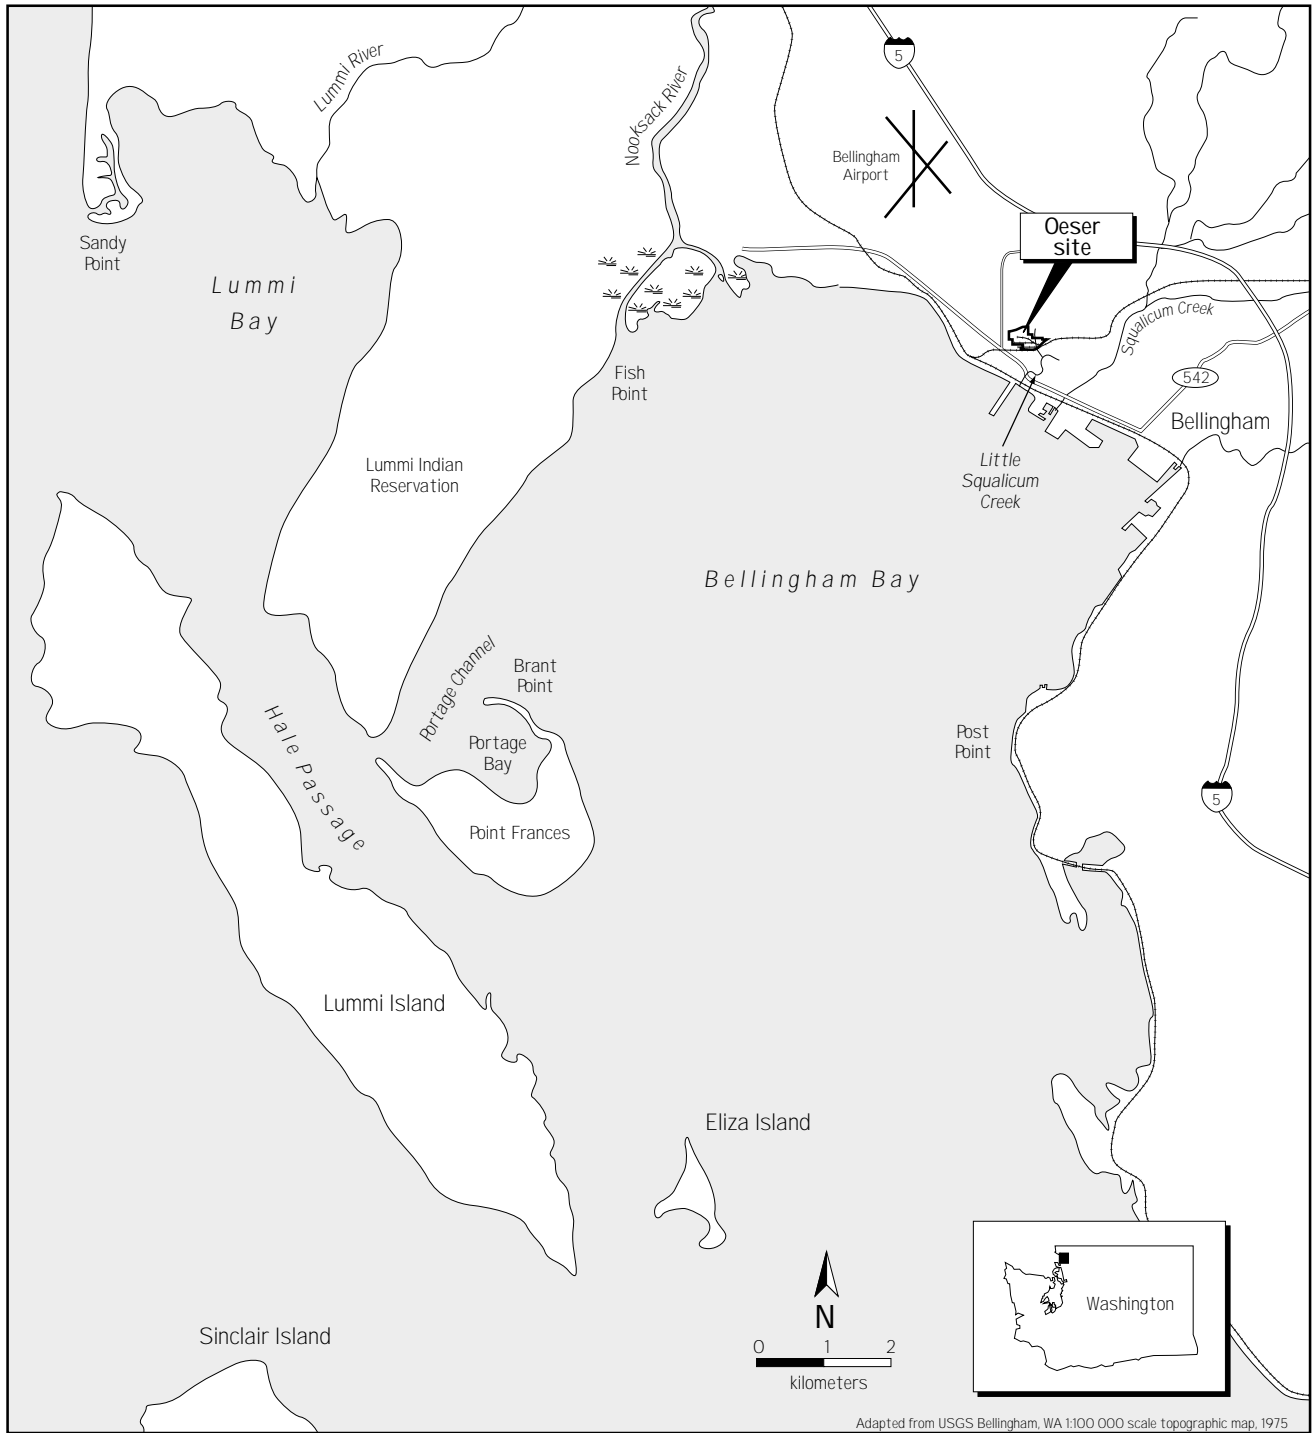 Lummi River
Nooksack River
5
Bellingham
Airport
Oeser
site
Sandy
Point
Lummi
Bay
Squalicum Creek
Fish
Point
542
Bellingham
Lummi Indian
Reservation
Little
Squalicum
Creek
Bellingham Bay
Portage Channel
Brant
Point
Hale Passage
Portage
Bay
Post
Point
5
Point Frances
Lummi Island
Eliza Island
Washington
N
Sinclair Island
0 1 2
kilometers
Adapted from USGS Bellingham, WA 1:100 000 scale topographic map, 1975